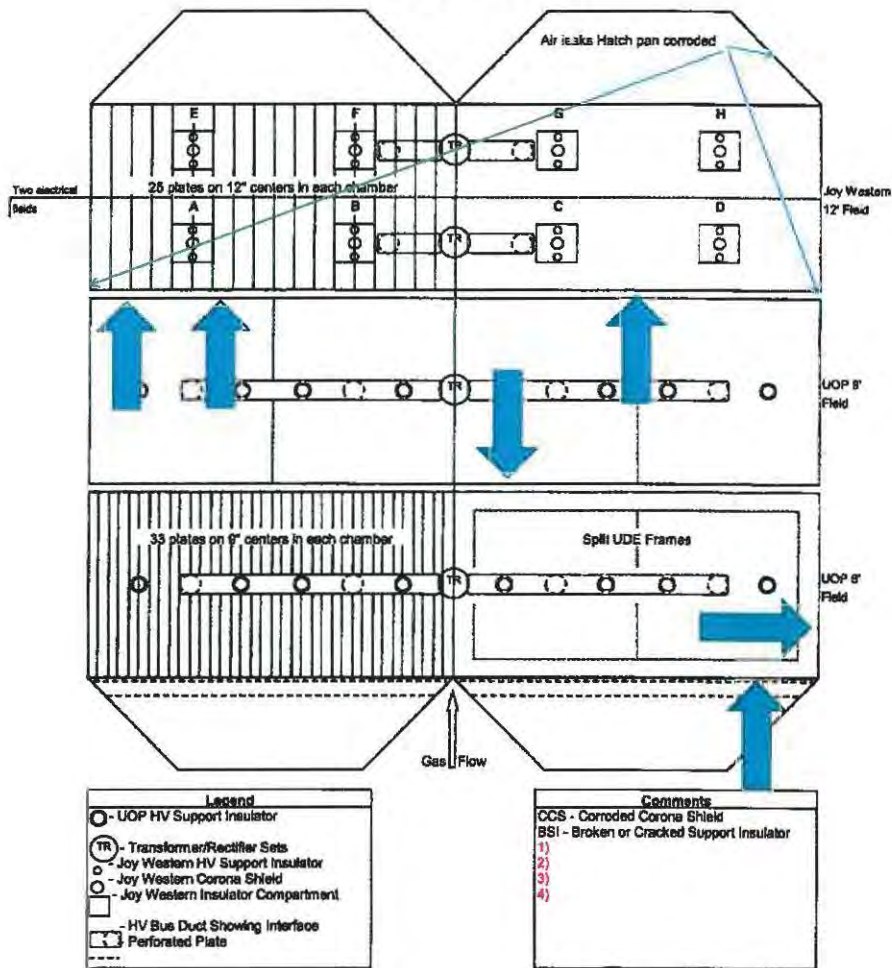 Air leaks Hatch pan corroded
E
F
G
H
TR
Two electrical
fields
25 plates on 12" centers in each chamber
Joy Western
12' Field
A
B
C
D
TR
TR
UOP 9'
Field
33 plates on 9" centers in each chamber
Split UDE Frames
TR
UOP 6'
Field
Gas Flow
Legend
- UOP HV Support Insulator
TR - Transformer/Rectifier Sets
- Joy Western HV Support Insulator
- Joy Western Corona Shield
- Joy Western Insulator Compartment
- HV Bus Duct Showing Interface
Perforated Plate
Comments
CCS - Corroded Corona Shield
BSI - Broken or Cracked Support Insulator
1)
2)
3)
4)